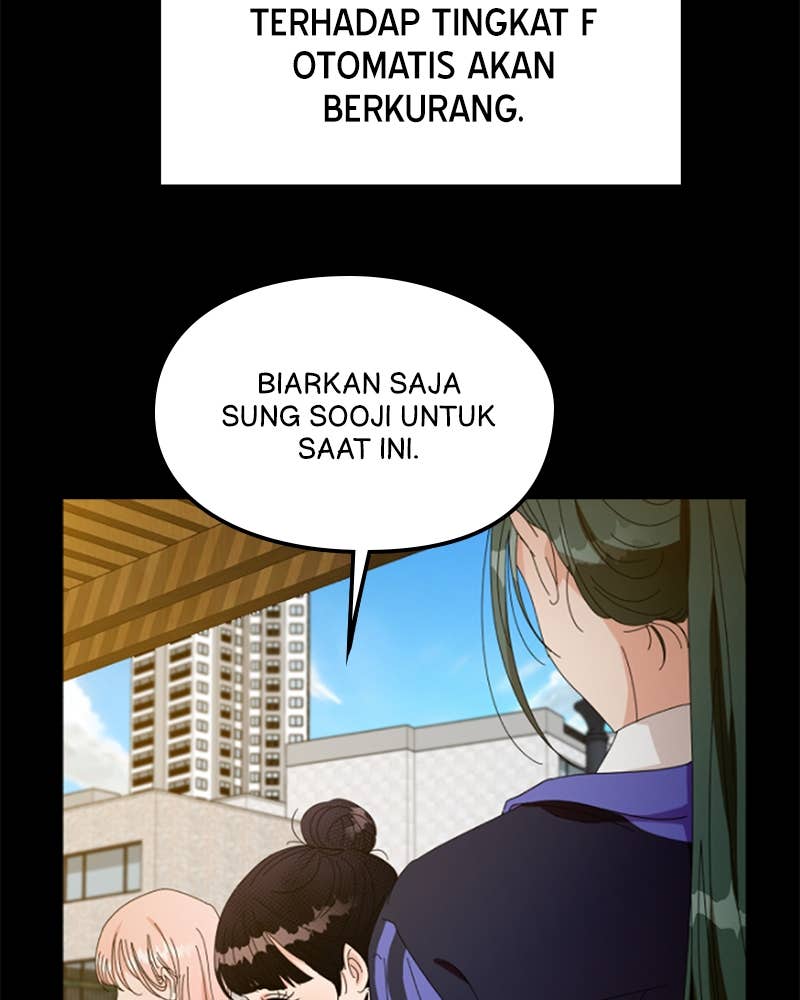 TERHADAP TINGKAT F
OTOMATIS AKAN
BERKURANG.
BIARKAN SAJA
SUNG SOOJI UNTUK
SAAT INI.